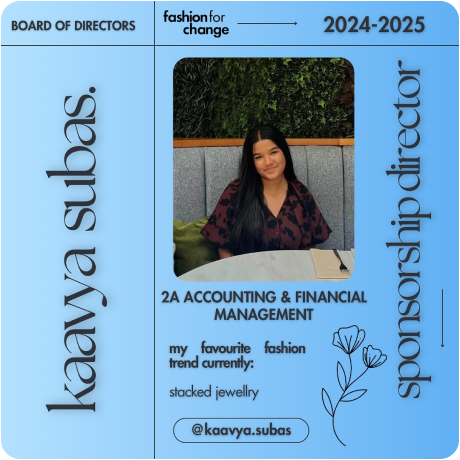 BOARD OF DIRECTORS
fashion for
change
2024-2025
kaavya subas.
sponsorship director
2A ACCOUNTING & FINANCIAL
MANAGEMENT
my favourite fashion
trend currently:
stacked jewellry
@kaavya.subas